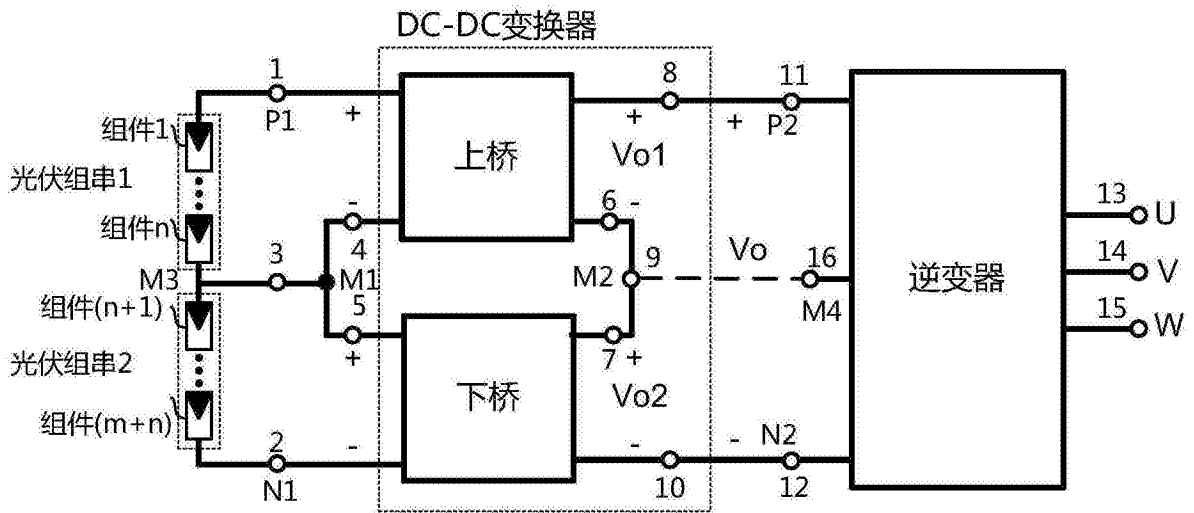 DC-DC变换器
1
8
11
P1
+
+
+
P2
组件1
上桥
Vo1
光伏组串1
13
U
组件n
-
6
-
4
3
9
Vo
16
14
V
M3
M1
M2
逆变器
组件(n+1)
5
M4
15
W
光伏组串2
+
7
+
下桥
Vo2
组件(m+n)
2
-
-
-
N2
N1
10
12